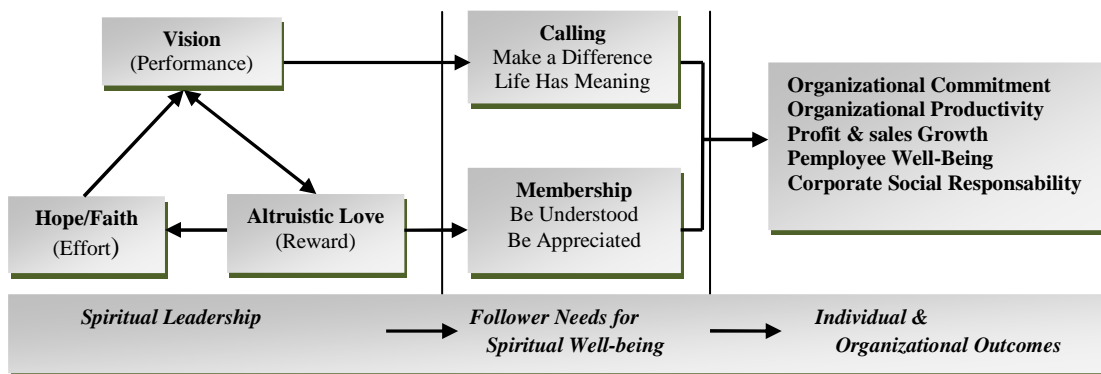 Vision
(Performance)
Hope/Faith
(Effort)
Altruistic Love
(Reward)
Calling
Make a Difference
Life Has Meaning
Membership
Be Understood
Be Appreciated
Organizational Commitment
Organizational Productivity
Profit & sales Growth
Pemployee Well-Being
Corporate Social Responsability
Spiritual Leadership
Follower Needs for
Spiritual Well-being
Individual &
Organizational Outcomes